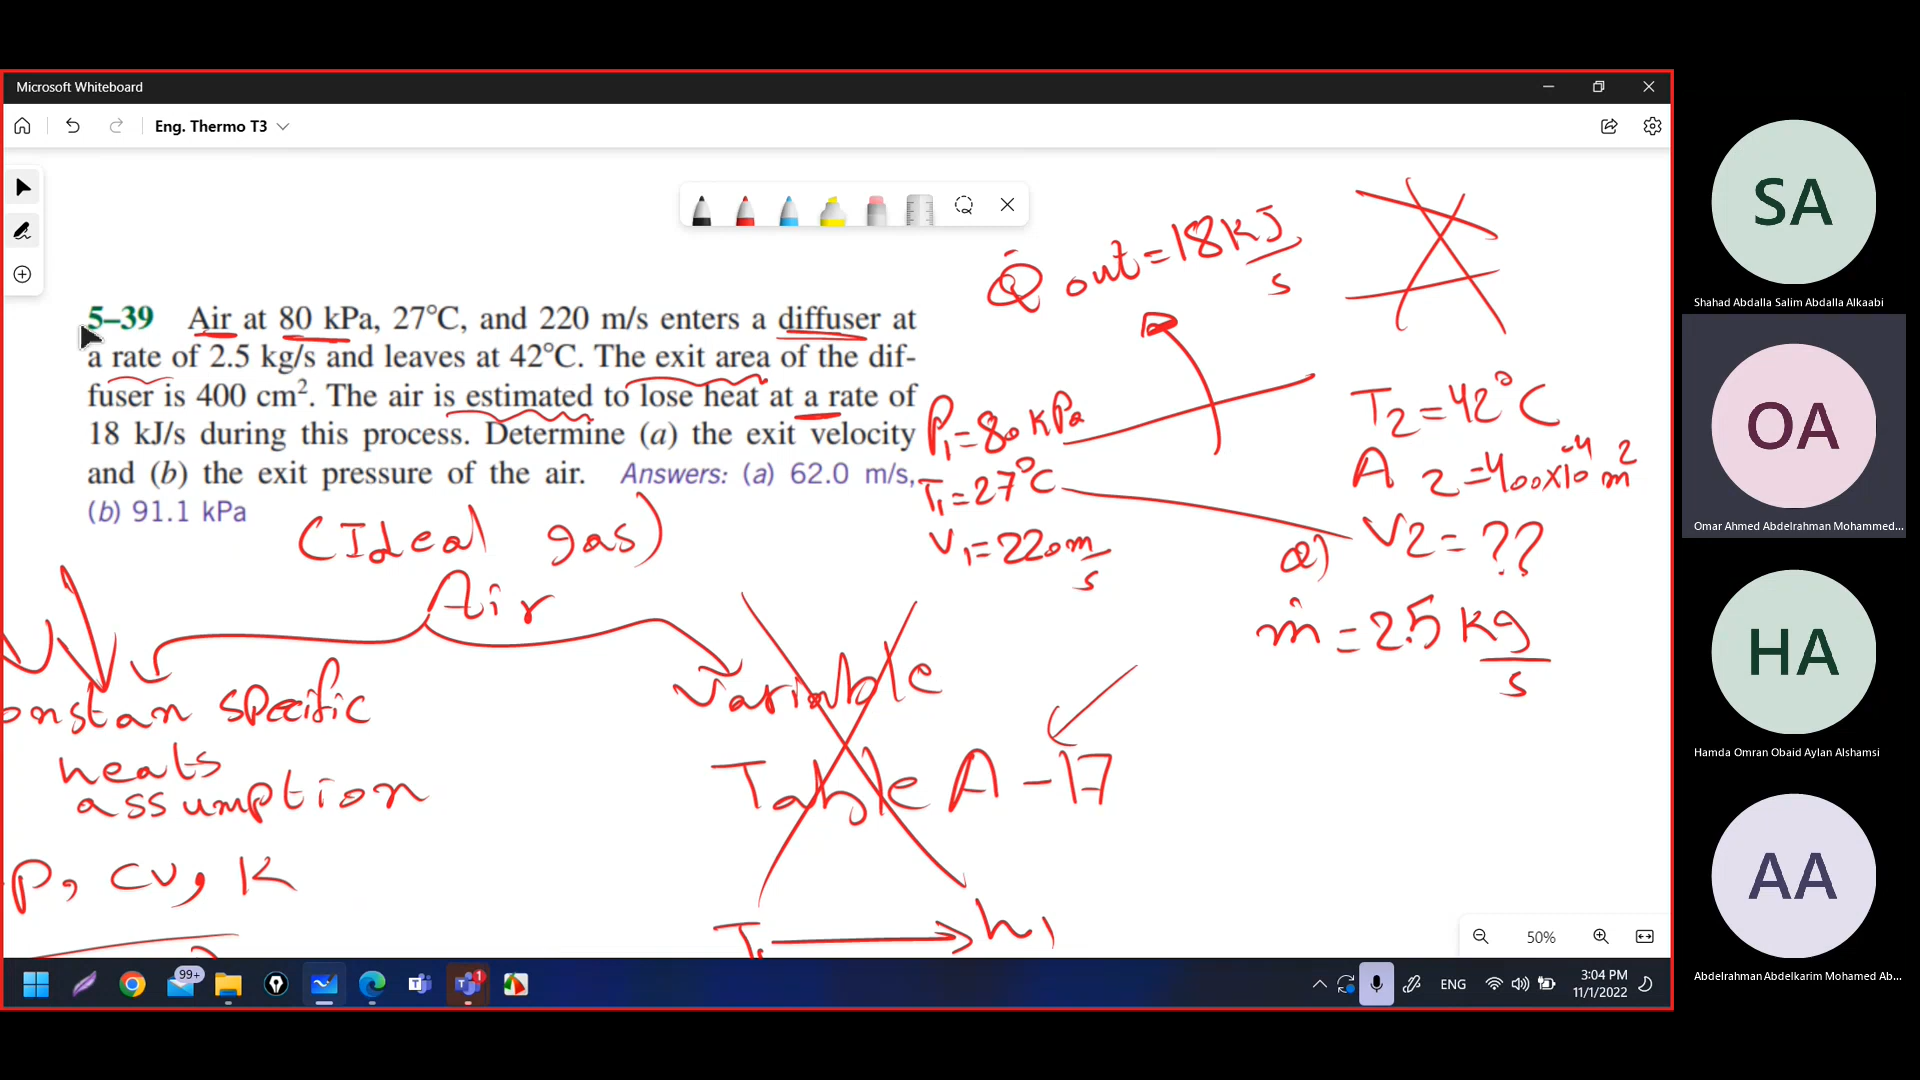 Microsoft Whiteboard
Eng. Thermo T3
5–39 Air at 80 kPa, 27°C, and 220 m/s enters a diffuser at
a rate of 2.5 kg/s and leaves at 42°C. The exit area of the dif-
fuser is 400 cm². The air is estimated to lose heat at a rate of
18 kJ/s during this process. Determine (a) the exit velocity
and (b) the exit pressure of the air. Answers: (a) 62.0 m/s,
(b) 91.1 kPa
Q̇ out = 18 KJ/s
P1 = 80 kPa
T1 = 27°C
V1 = 220 m/s
T2 = 42°C
A2 = 400x10⁻⁴ m²
a) V2 = ??
ṁ = 2.5 kg/s
(Ideal gas)
Air
onstan specific
heats
assumption
P, CV, K
Variable
Table A-17
T1 → h1
50%
SA
Shahad Abdalla Salim Abdalla Alkaabi
OA
Omar Ahmed Abdelrahman Mohammed...
HA
Hamda Omran Obaid Aylan Alshamsi
AA
Abdelrahman Abdelkarim Mohamed Ab...
99+
1
ENG
3:04 PM
11/1/2022